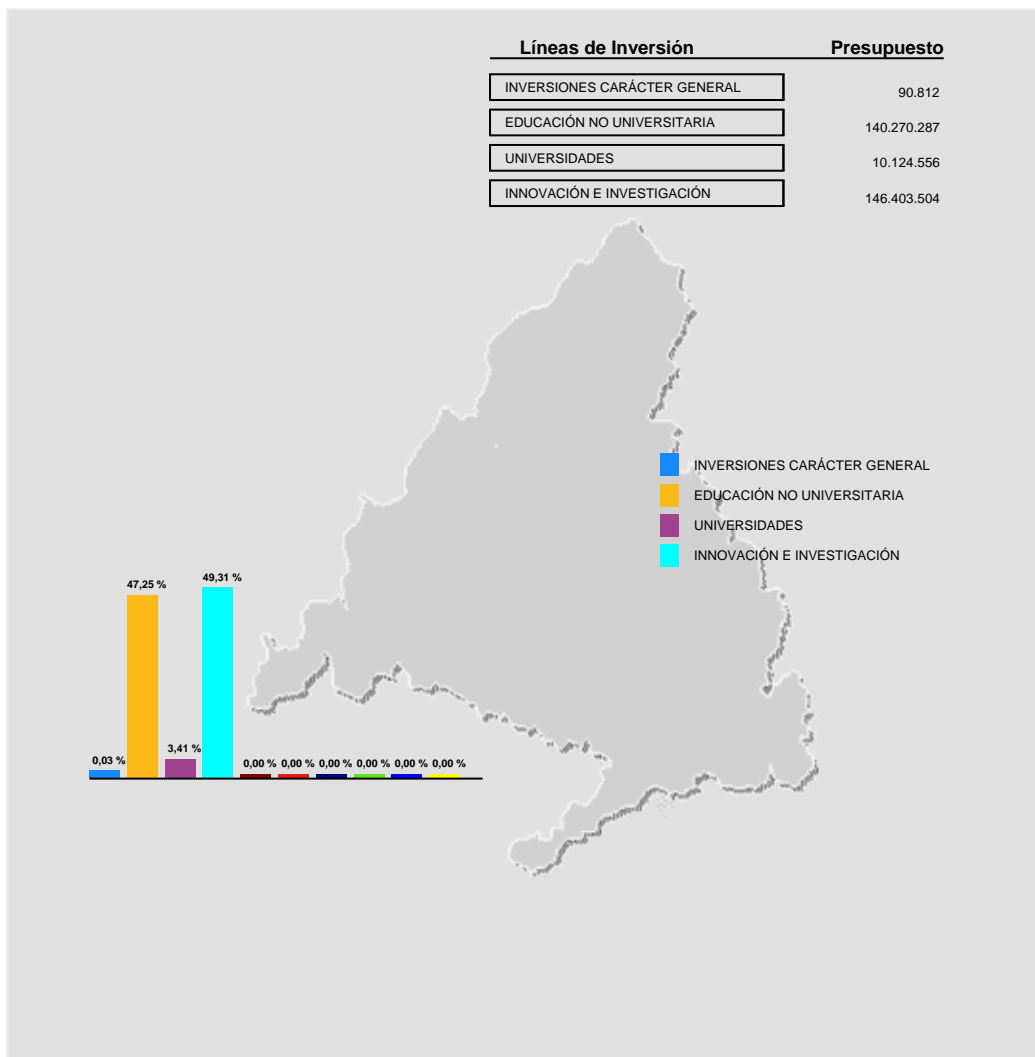 Líneas de Inversión Presupuesto
INVERSIONES CARÁCTER GENERAL 90.812
EDUCACIÓN NO UNIVERSITARIA 140.270.287
UNIVERSIDADES 10.124.556
INNOVACIÓN E INVESTIGACIÓN 146.403.504
INVERSIONES CARÁCTER GENERAL
EDUCACIÓN NO UNIVERSITARIA
UNIVERSIDADES
INNOVACIÓN E INVESTIGACIÓN
0,03 % 47,25 % 3,41 % 49,31 % 0,00 % 0,00 % 0,00 % 0,00 % 0,00 % 0,00 %